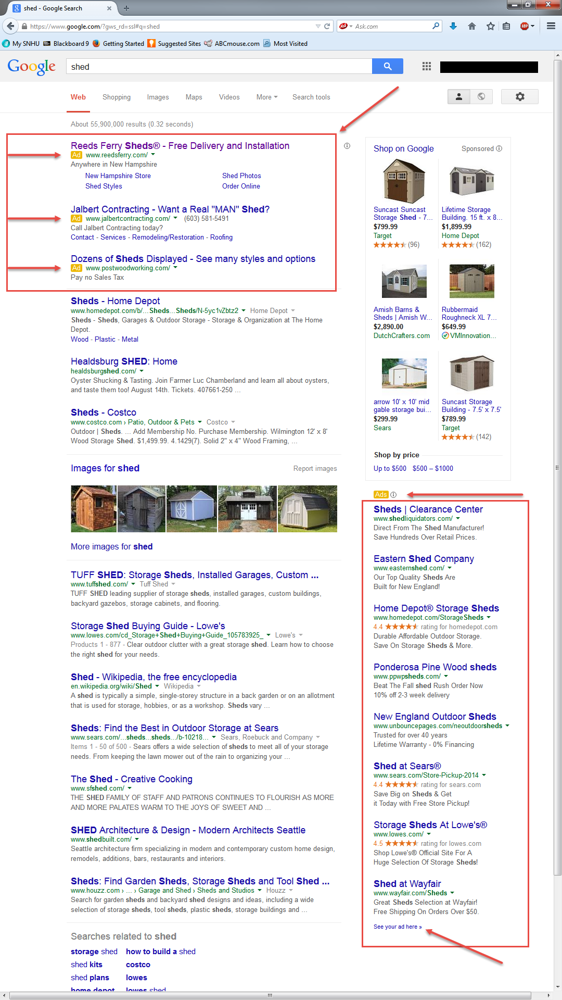 shed - Google Search
https://www.google.com/?gws_rd=ssl#q=shed
Ask
Ask.com
ABP
My SNHU
Bb
Blackboard 9
Getting Started
Suggested Sites
ABCmouse.com
Most Visited
Google
shed
Web
Shopping
Images
Maps
Videos
More
Search tools
About 55,900,000 results (0.32 seconds)
Reeds Ferry Sheds® - Free Delivery and Installation
Ad www.reedsferry.com/
Anywhere in New Hampshire
New Hampshire Store
Shed Photos
Shed Styles
Order Online
Jalbert Contracting - Want a Real "MAN" Shed?
Ad www.jalbertcontracting.com/ (603) 581-5491
Call Jalbert Contracting today?
Contact - Services - Remodeling/Restoration - Roofing
Dozens of Sheds Displayed - See many styles and options
Ad www.postwoodworking.com/
Pay no Sales Tax
Sheds - Home Depot
www.homedepot.com/b/...Sheds...Sheds/N-5yc1vZbtz2 Home Depot
Sheds - Sheds, Garages & Outdoor Storage - Storage & Organization at The Home
Depot.
Wood - Plastic - Metal
Healdsburg SHED: Home
healdsburgshed.com/
Oyster Shucking & Tasting. Join Farmer Luc Chamberland and learn all about oysters,
and taste them too! August 14th. Tickets. 407661-250 ...
Sheds - Costco
www.costco.com › Patio, Outdoor & Pets Costco
Outdoor | Sheds. ... Add Membership No. Purchase Membership. Wilmington 12' x 8'
Wood Storage Shed. $1,499.99. 4.1429(7). Solid 2" x 4" Wood Framing, ...
Images for shed
Report images
More images for shed
TUFF SHED: Storage Sheds, Installed Garages, Custom ...
www.tuffshed.com/ Tuff Shed
TUFF SHED leading supplier of storage sheds, installed garages, custom buildings,
backyard gazebos, storage cabinets, and flooring.
Storage Shed Buying Guide - Lowe's
www.lowes.com/cd_Storage+Shed+Buying+Guide_105783925_ Lowe's
Products 1 - 877 - Clear outdoor clutter with a great storage shed. Learn how to choose
the right shed for your needs.
Shed - Wikipedia, the free encyclopedia
en.wikipedia.org/wiki/Shed Wikipedia
A shed is typically a simple, single-storey structure in a back garden or on an allotment
that is used for storage, hobbies, or as a workshop. Sheds vary ...
Sheds: Find the Best in Outdoor Storage at Sears
www.sears.com/...sheds...sheds.../b-10218... Sears, Roebuck and Company
Items 1 - 50 of 500 - Sears offers a wide selection of sheds to meet all of your storage
needs. From keeping the lawn mower out of the rain to organizing your ...
The Shed - Creative Cooking
www.sfshed.com/
THE SHED FAMILY OF STAFF AND PATRONS CONTINUES TO FLOURISH AS MORE
AND MORE PALATES WARM TO THE JOYS OF SWEET AND ...
SHED Architecture & Design - Modern Architects Seattle
www.shedbuilt.com/
Seattle architecture firm specializing in modern and contemporary custom home design,
remodels, additions, bars, restaurants and interiors.
Sheds: Find Garden Sheds, Storage Sheds and Tool Shed ...
www.houzz.com › ... › Garage and Shed › Sheds and Studios Houzz
Search for garden sheds and backyard shed designs and ideas, including a wide
selection of storage sheds, tool sheds, plastic sheds, storage buildings and ...
Searches related to shed
storage shed
how to build a shed
shed kits
costco
shed plans
lowes
home depot
lowes shed
Shop on Google
Sponsored
Suncast Suncast
Storage Shed - 7...
$799.99
Target
(96)
Lifetime Storage
Building. 15 ft. x 8...
$1,899.99
Home Depot
(162)
Amish Barns &
Sheds | Amish W...
$2,890.00
DutchCrafters.com
Rubbermaid
Roughneck XL 7...
$649.99
VMInnovation...
arrow 10' x 10' mid
gable storage bui...
$299.99
Sears
Suncast Storage
Building - 7.5' x 7.5'
$789.99
Target
(142)
Shop by price
Up to $500 $500 – $1000
Ads
Sheds | Clearance Center
www.shedliquidators.com/
Direct From The Shed Manufacturer!
Save Hundreds Over Retail Prices.
Eastern Shed Company
www.easternshed.com/
Our Top Quality Sheds Are
Built for New England!
Home Depot® Storage Sheds
www.homedepot.com/StorageSheds
4.4 rating for homedepot.com
Durable Affordable Outdoor Storage.
Save On Storage Sheds & More.
Ponderosa Pine Wood sheds
www.ppwpsheds.com/
Beat The Fall shed Rush Order Now
10% off 2-3 week delivery
New England Outdoor Sheds
www.unbouncepages.com/neoutdoorsheds
Trusted for over 40 years
Lifetime Warranty - 0% Financing
Shed at Sears®
www.sears.com/Store-Pickup-2014
4.4 rating for sears.com
Save Big on Sheds & Get
it Today with Free Store Pickup!
Storage Sheds At Lowe's®
www.lowes.com/
4.5 rating for lowes.com
Shop Lowe's® Official Site For A
Huge Selection Of Storage Sheds!
Shed at Wayfair
www.wayfair.com/Sheds
Great Sheds Selection at Wayfair!
Free Shipping On Orders Over $50.
See your ad here »